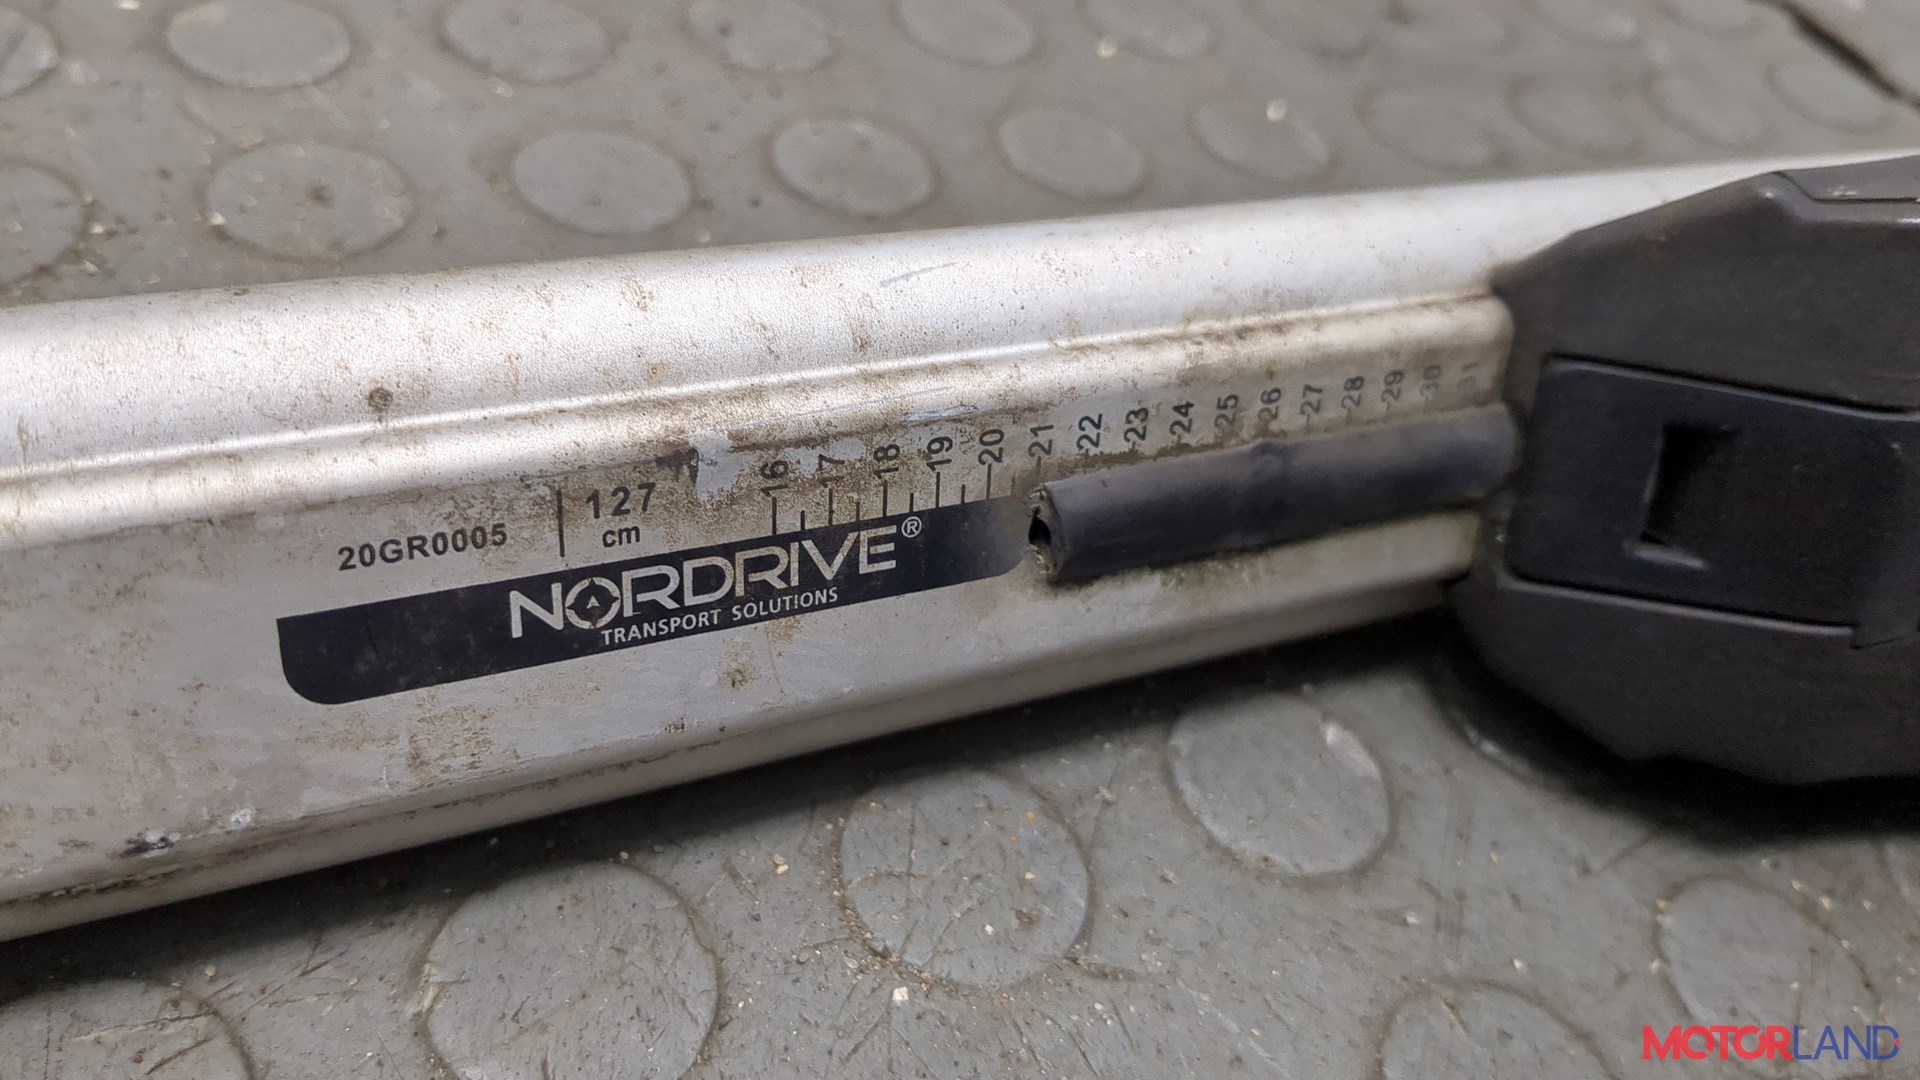 20GR0005 | 127 cm
16 17 18 19 20 21 22 23 24 25 26 27 28 29 30 31
NORDRIVE®
TRANSPORT SOLUTIONS
MOTORLAND